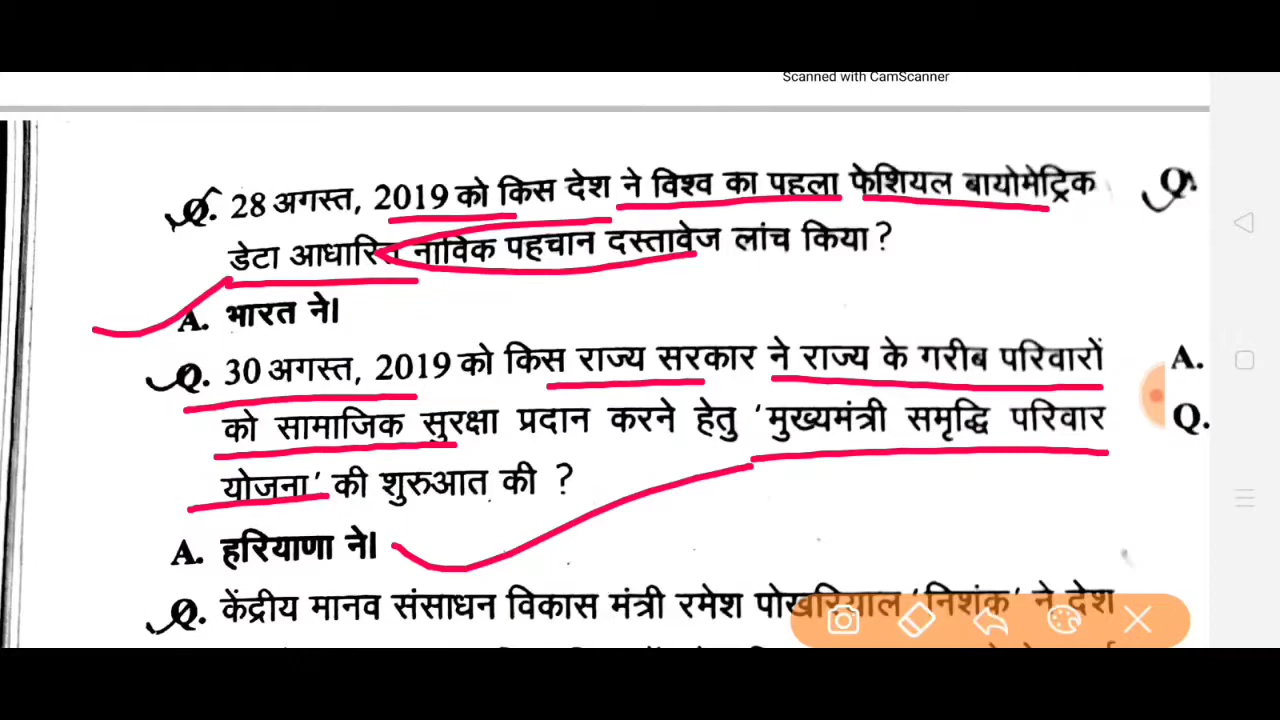 Scanned with CamScanner
Q. 28 अगस्त, 2019 को किस देश ने विश्व का पहला फेशियल बायोमेट्रिक
Q.
डेटा आधारित नाविक पहचान दस्तावेज लांच किया ?
A. भारत ने।
Q. 30 अगस्त, 2019 को किस राज्य सरकार ने राज्य के गरीब परिवारों
A.
को सामाजिक सुरक्षा प्रदान करने हेतु 'मुख्यमंत्री समृद्धि परिवार
Q.
योजना' की शुरुआत की ?
A. हरियाणा ने।
Q. केंद्रीय मानव संसाधन विकास मंत्री रमेश पोखरियाल 'निशंक' ने देश